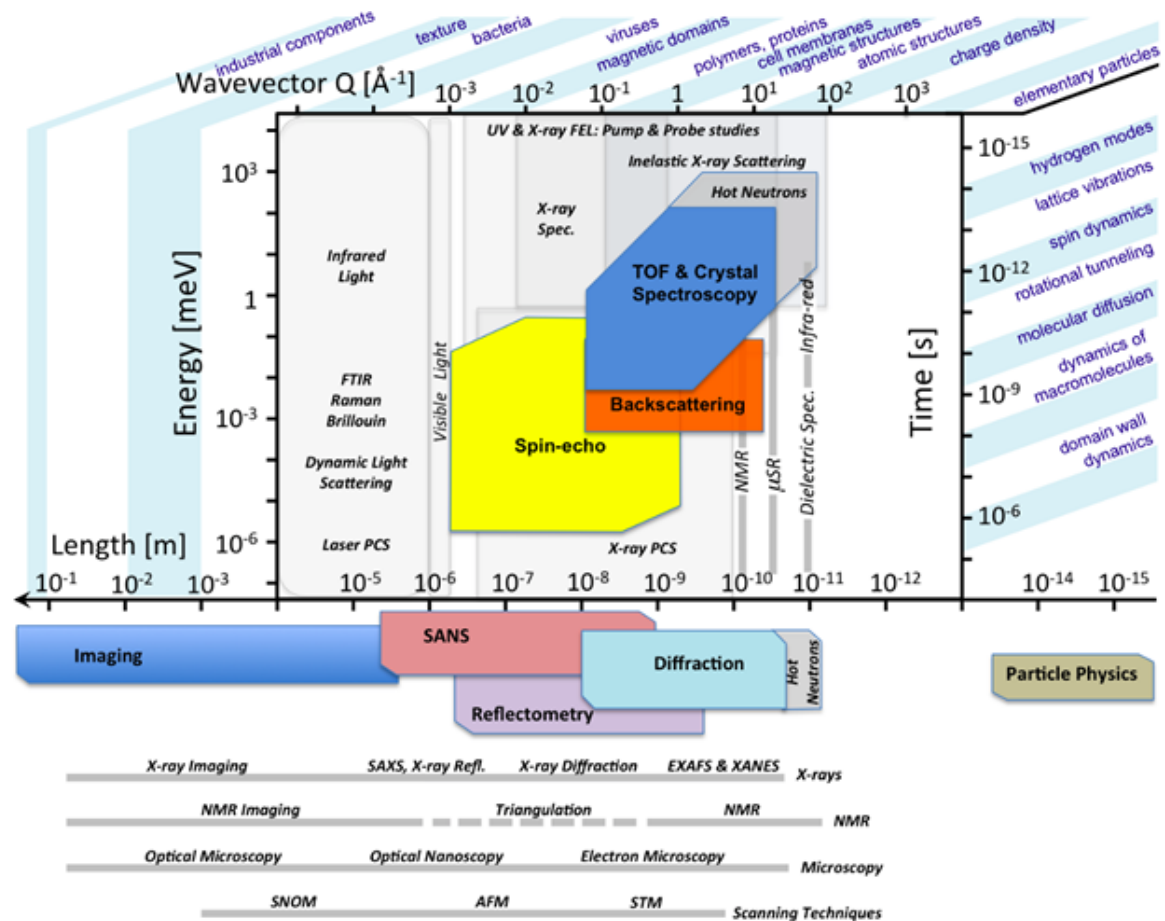 industrial components
texture
bacteria
viruses
magnetic domains
polymers, proteins
cell membranes
magnetic structures
atomic structures
charge density
elementary particles
Wavevector Q [Å-1]
10-3
10-2
10-1
1
101
102
103
UV & X-ray FEL: Pump & Probe studies
Inelastic X-ray Scattering
Hot Neutrons
X-ray
Spec.
Infrared
Light
TOF & Crystal
Spectroscopy
Energy [meV]
103
1
10-3
10-6
Visible Light
FTIR
Raman
Brillouin
Backscattering
Spin-echo
Dynamic Light
Scattering
Laser PCS
X-ray PCS
NMR
μSR
Dielectric Spec.
Infra-red
Time [s]
10-15
10-12
10-9
10-6
hydrogen modes
lattice vibrations
spin dynamics
rotational tunneling
molecular diffusion
dynamics of
macromolecules
domain wall
dynamics
Length [m]
10-1
10-2
10-3
10-5
10-6
10-7
10-8
10-9
10-10
10-11
10-12
10-14
10-15
Imaging
SANS
Diffraction
Hot
Neutrons
Reflectometry
Particle Physics
X-ray Imaging
SAXS, X-ray Refl.
X-ray Diffraction
EXAFS & XANES
X-rays
NMR Imaging
Triangulation
NMR
NMR
Optical Microscopy
Optical Nanoscopy
Electron Microscopy
Microscopy
SNOM
AFM
STM
Scanning Techniques